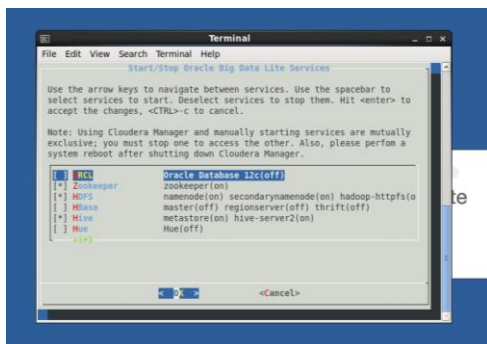 Terminal
File Edit View Search Terminal Help
Start/Stop Oracle Big Data Lite Services
Use the arrow keys to navigate between services. Use the spacebar to
select services to start. Deselect services to stop them. Hit <enter> to
accept the changes, <CTRL>-c to cancel.
Note: Using Cloudera Manager and manually starting services are mutually
exclusive; you must stop one to access the other. Also, please perfom a
system reboot after shutting down Cloudera Manager.
[ ] ORCL Oracle Database 12c(off)
[*] Zookeeper zookeeper(on)
[*] HDFS namenode(on) secondarynamenode(on) hadoop-httpfs(o
[ ] HBase master(off) regionserver(off) thrift(off)
[*] Hive metastore(on) hive-server2(on)
[ ] Hue Hue(off)
↓(+)
< OK >
<Cancel>
te